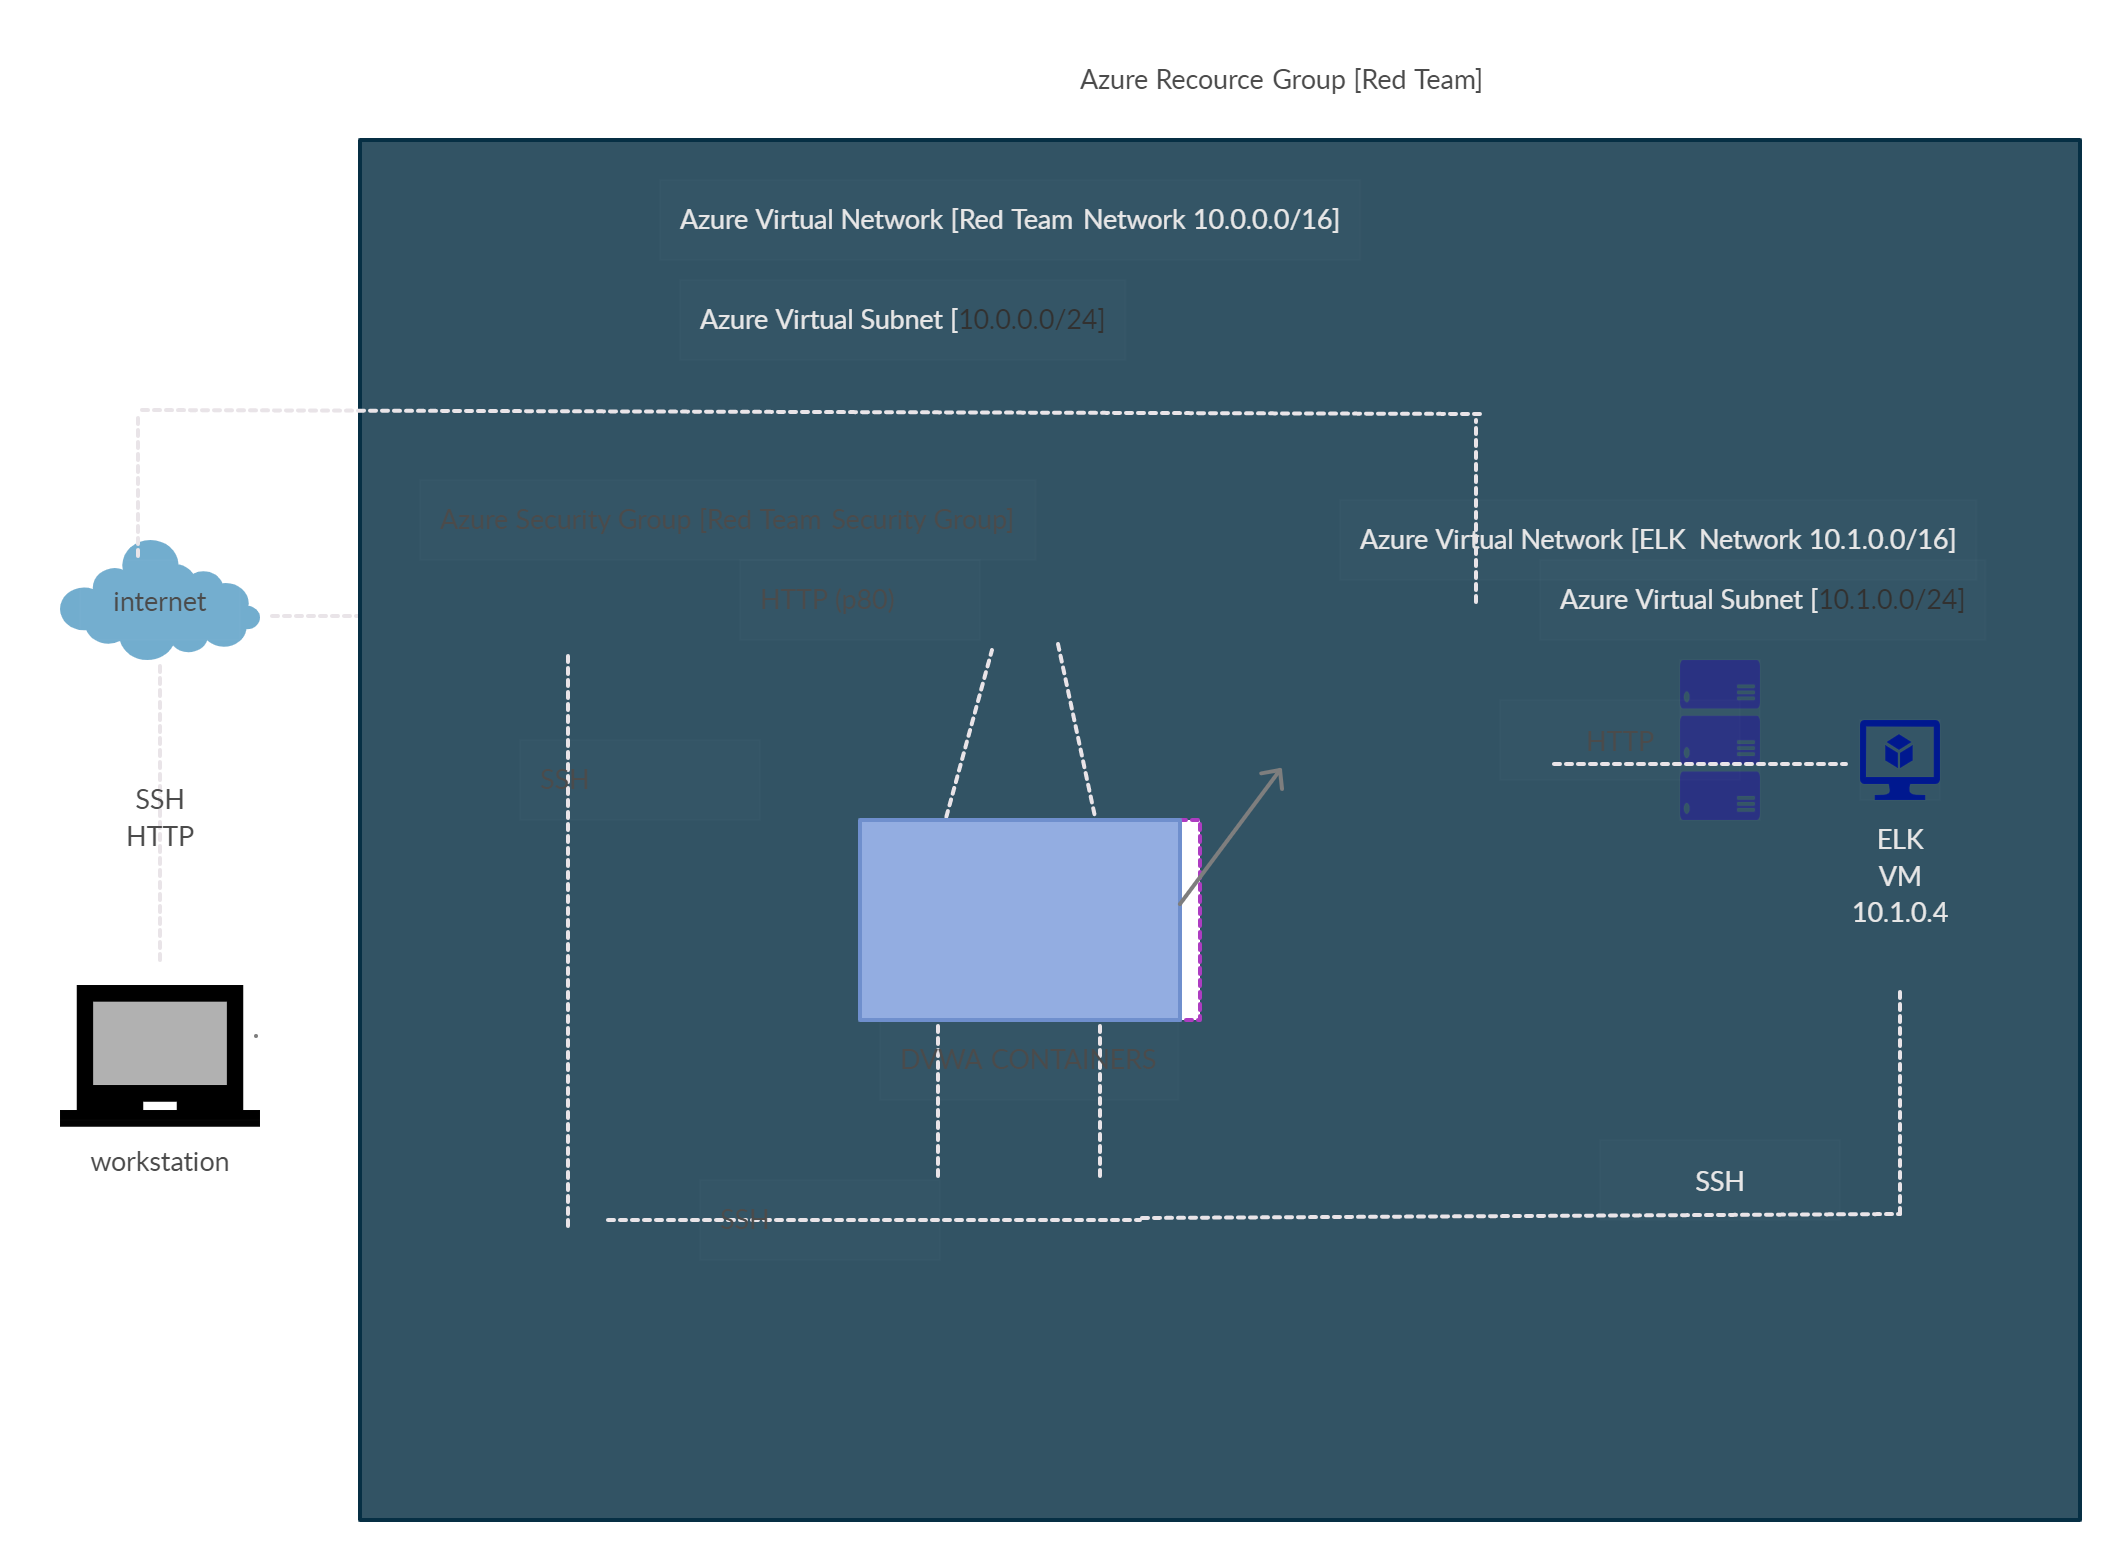 Azure Recource Group [Red Team]
Azure Virtual Network [Red Team Network 10.0.0.0/16]
Azure Virtual Subnet [10.0.0.0/24]
Azure Security Group [Red Team Security Group]
Azure Virtual Network [ELK Network 10.1.0.0/16]
HTTP (p80)
Azure Virtual Subnet [10.1.0.0/24]
internet
HTTP
SSH
SSH
HTTP
ELK
VM
10.1.0.4
DVWA CONTAINERS
workstation
SSH
SSH